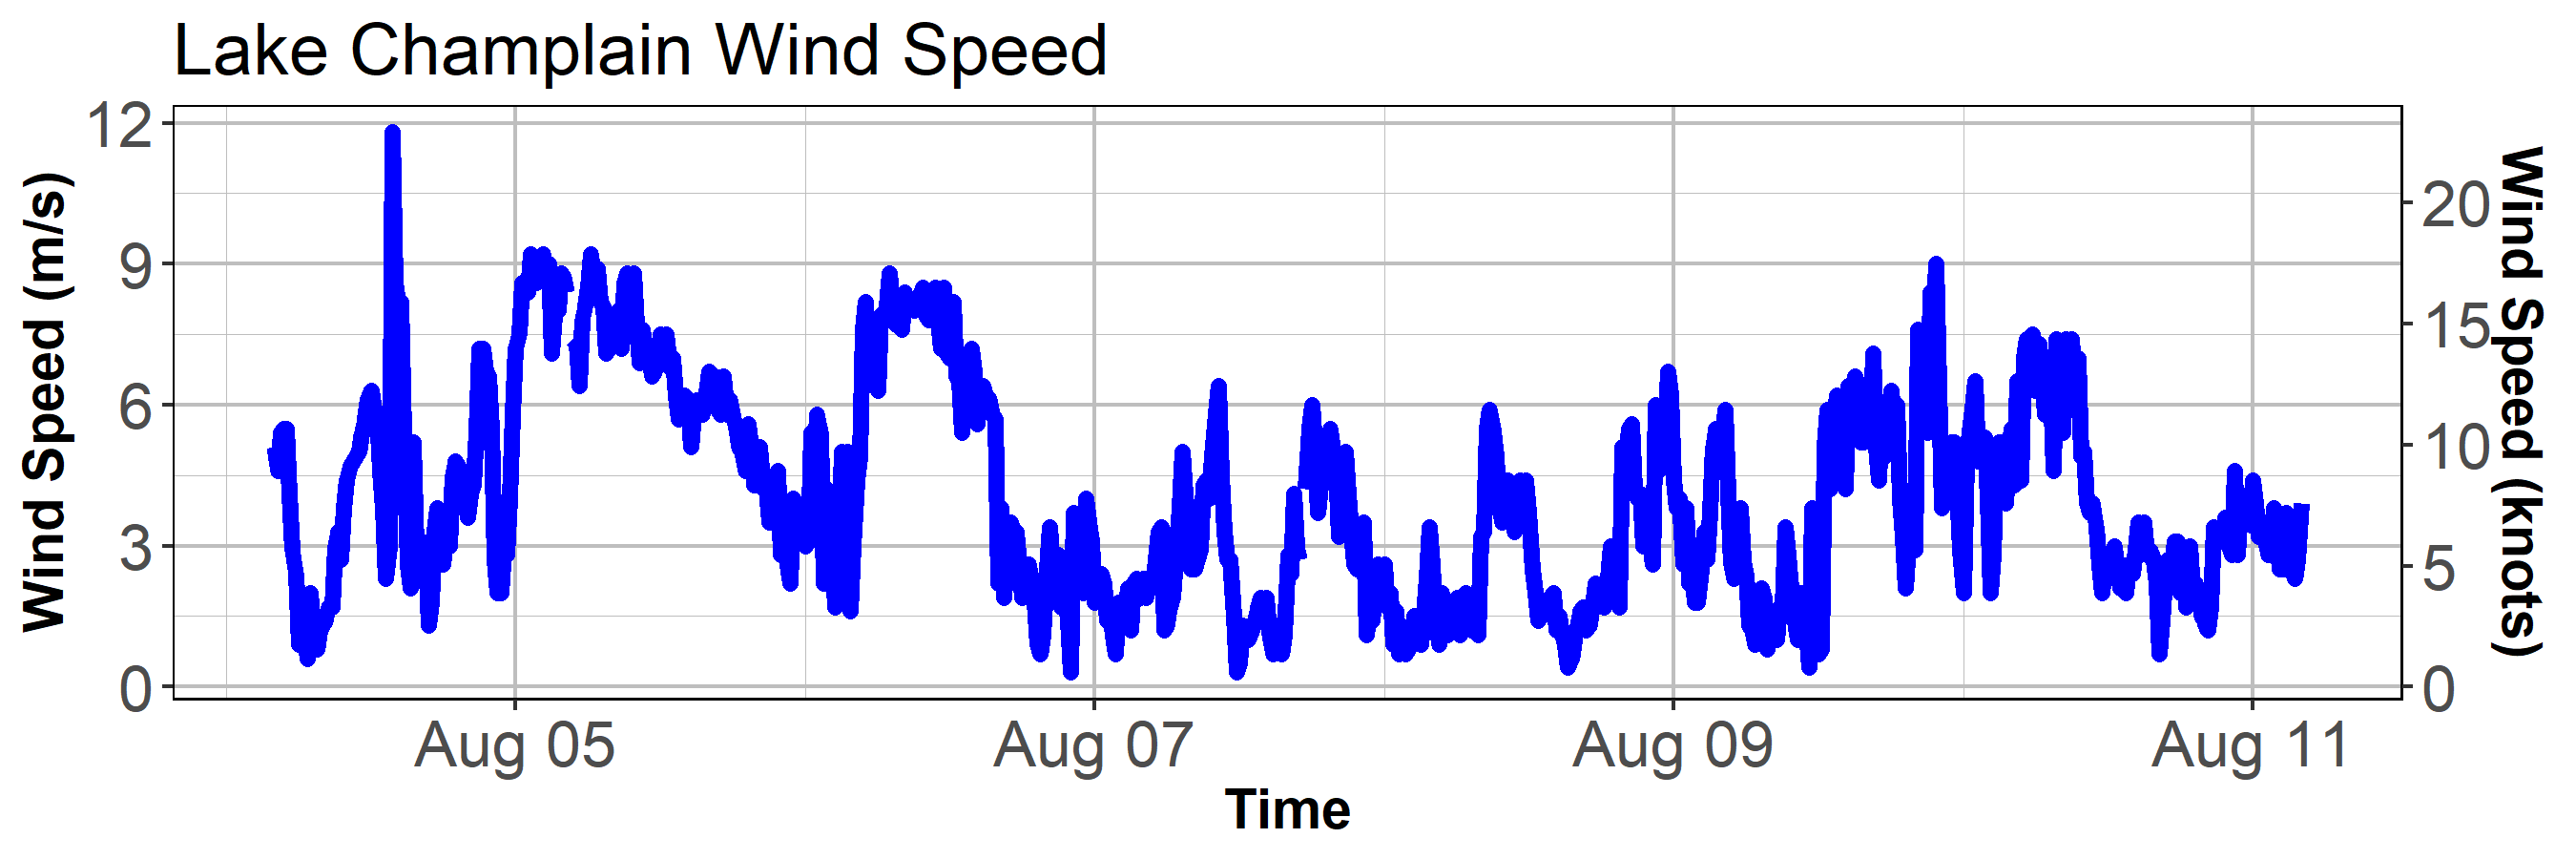 Lake Champlain Wind Speed
Wind Speed (m/s)
12
9
6
3
0
20
15
10
5
0
Wind Speed (knots)
Aug 05
Aug 07
Aug 09
Aug 11
Time